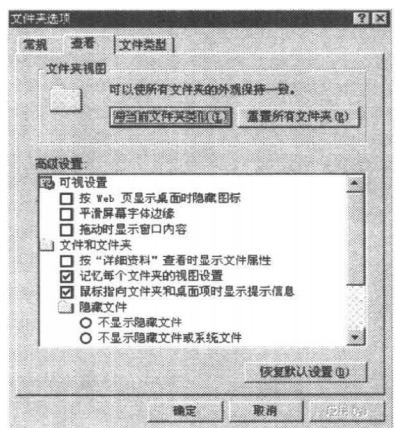 文件夹选项
常规 查看 文件类型
文件夹视图
可以使所有文件夹的外观保持一致。
与当前文件夹类似(L) 重置所有文件夹(R)
高级设置:
可视设置
按 Web 页显示桌面时隐藏图标
平滑屏幕字体边缘
拖动时显示窗口内容
文件和文件夹
按“详细资料”查看时显示文件属性
记忆每个文件夹的视图设置
鼠标指向文件夹和桌面项时显示提示信息
隐藏文件
不显示隐藏文件
不显示隐藏文件或系统文件
恢复默认设置(D)
确定 取消 应用(A)